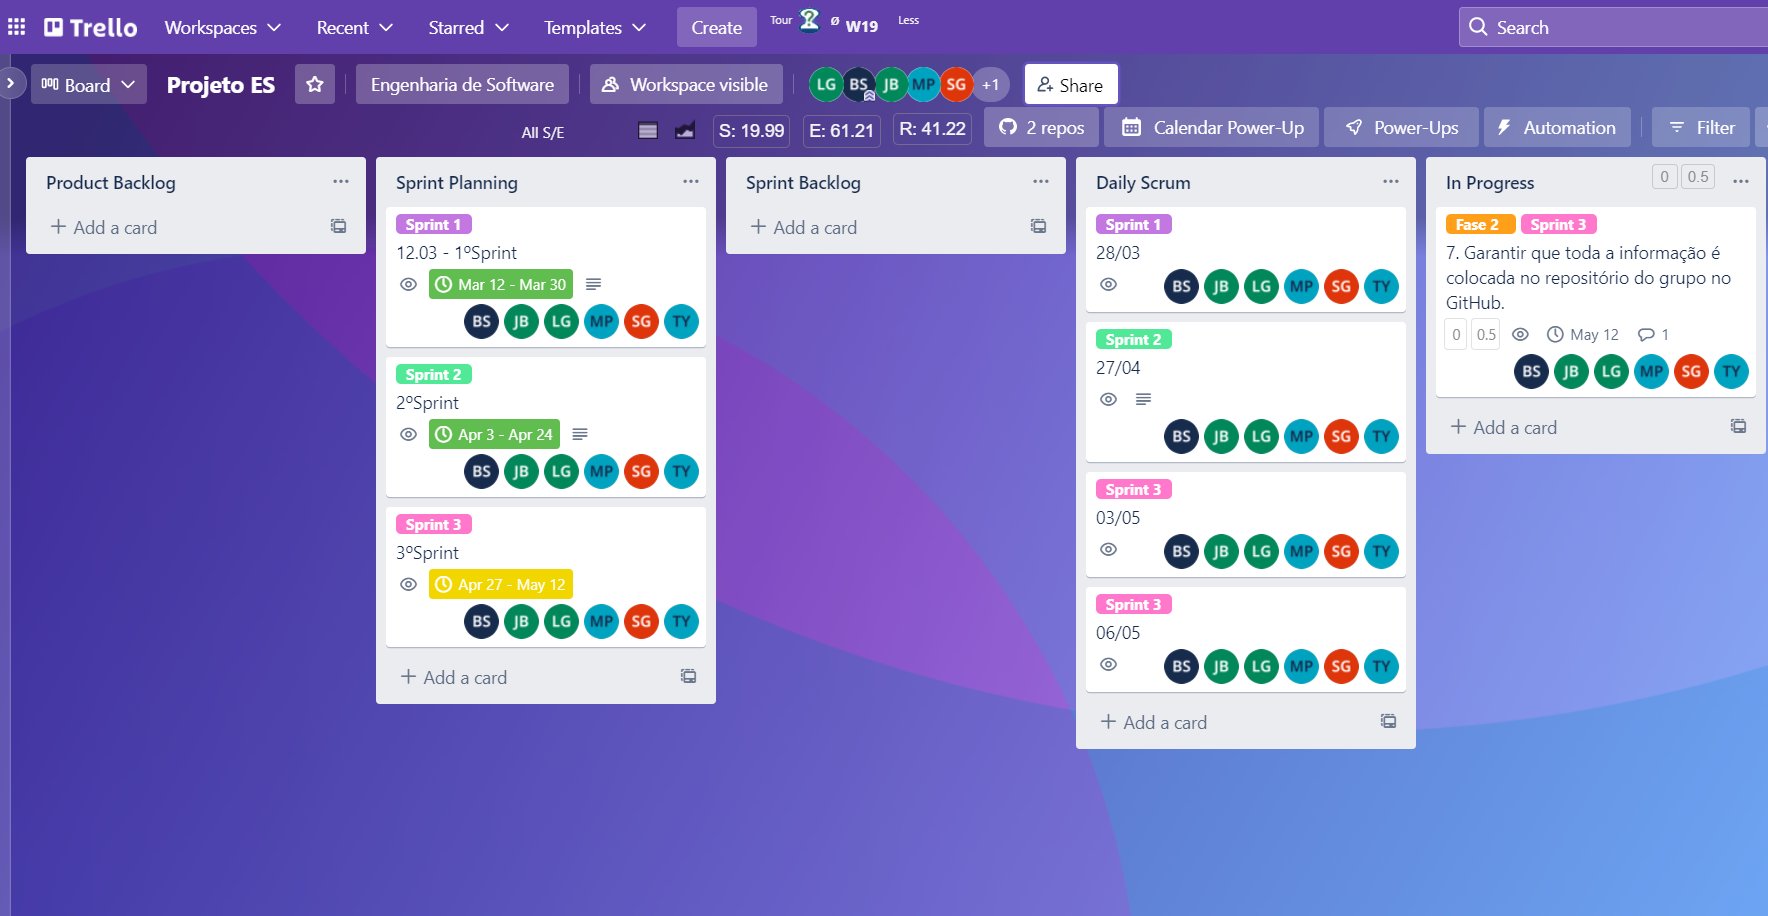 Trello Workspaces Recent Starred Templates Create Tour ø W19 Less Search
Board Projeto ES Engenharia de Software Workspace visible LG BS JB MP SG +1 Share
All S/E S: 19.99 E: 61.21 R: 41.22 2 repos Calendar Power-Up Power-Ups Automation Filter
Product Backlog
Add a card
Sprint Planning
Sprint 1
12.03 - 1ºSprint
Mar 12 - Mar 30
BS JB LG MP SG TY
Sprint 2
2ºSprint
Apr 3 - Apr 24
BS JB LG MP SG TY
Sprint 3
3ºSprint
Apr 27 - May 12
BS JB LG MP SG TY
Add a card
Sprint Backlog
Add a card
Daily Scrum
Sprint 1
28/03
BS JB LG MP SG TY
Sprint 2
27/04
BS JB LG MP SG TY
Sprint 3
03/05
BS JB LG MP SG TY
Sprint 3
06/05
BS JB LG MP SG TY
Add a card
In Progress 0 0.5
Fase 2 Sprint 3
7. Garantir que toda a informação é
colocada no repositório do grupo no
GitHub.
0 0.5 May 12 1
BS JB LG MP SG TY
Add a card